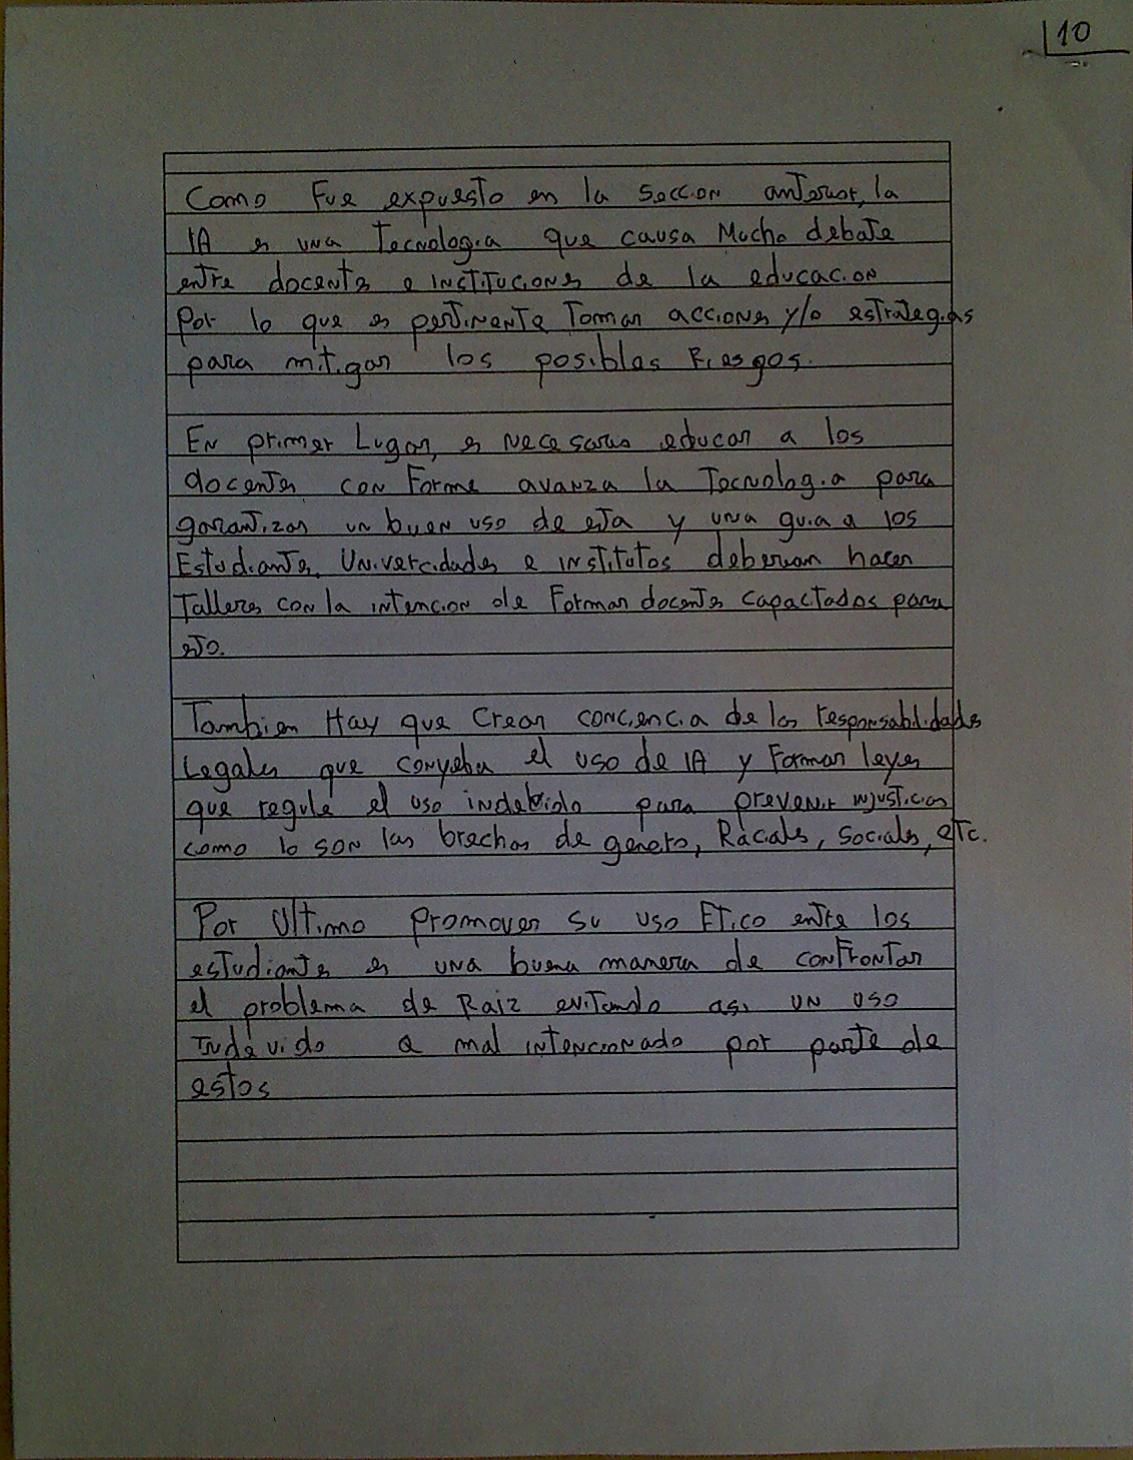 10
Como Fue expuesto en la Seccion anterior, la
IA es una Tecnologia que causa Mucho debate
entre docentes e instituciones de la educacion
Por lo que es pertinente Tomar acciones y/o estrategias
para mitigar los posibles Riesgos.
En primer Lugar, es necesario educar a los
docentes con Forme avanza la Tecnologia para
garantizar un buen uso de esta y una guia a los
Estudiantes, Univercidades e institutos deberian hacer
Talleres con la intencion de Formar docentes capactados para
esto.
Tambien Hay que Crear conciencia de las responsabilidades
Legales que conyeba el uso de IA y Formar leyes
que regule el uso indebido para prevenir injusticias
como lo son las brechas de genero, Racales, Sociales, etc.
Por Ultimo promover su uso Etico entre los
estudiantes es una buena manera de conFrontar
el problema de Raiz evitando asi un uso
Indevido o mal intencionado por parte de
estos